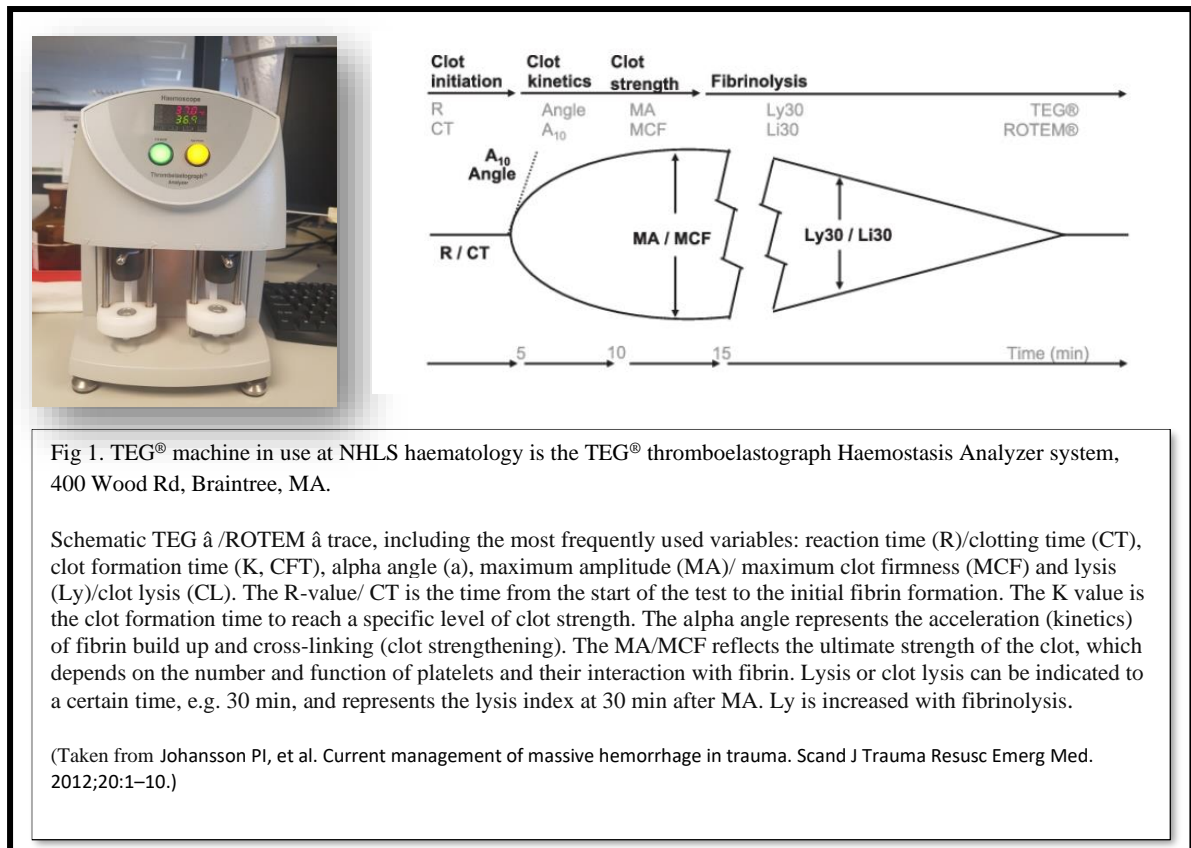 Haemoscope
37.0
36.9
Thrombelastograph®
Analyzer
Clot initiation
Clot kinetics
Clot strength
Fibrinolysis
R Angle MA Ly30 TEG®
CT A10 MCF Li30 ROTEM®
A10
Angle
R / CT
MA / MCF
Ly30 / Li30
5 10 15 Time (min)
Fig 1. TEG® machine in use at NHLS haematology is the TEG® thromboelastograph Haemostasis Analyzer system,
400 Wood Rd, Braintree, MA.
Schematic TEG â /ROTEM â trace, including the most frequently used variables: reaction time (R)/clotting time (CT),
clot formation time (K, CFT), alpha angle (a), maximum amplitude (MA)/ maximum clot firmness (MCF) and lysis
(Ly)/clot lysis (CL). The R-value/ CT is the time from the start of the test to the initial fibrin formation. The K value is
the clot formation time to reach a specific level of clot strength. The alpha angle represents the acceleration (kinetics)
of fibrin build up and cross-linking (clot strengthening). The MA/MCF reflects the ultimate strength of the clot, which
depends on the number and function of platelets and their interaction with fibrin. Lysis or clot lysis can be indicated to
a certain time, e.g. 30 min, and represents the lysis index at 30 min after MA. Ly is increased with fibrinolysis.
(Taken from Johansson PI, et al. Current management of massive hemorrhage in trauma. Scand J Trauma Resusc Emerg Med.
2012;20:1–10.)